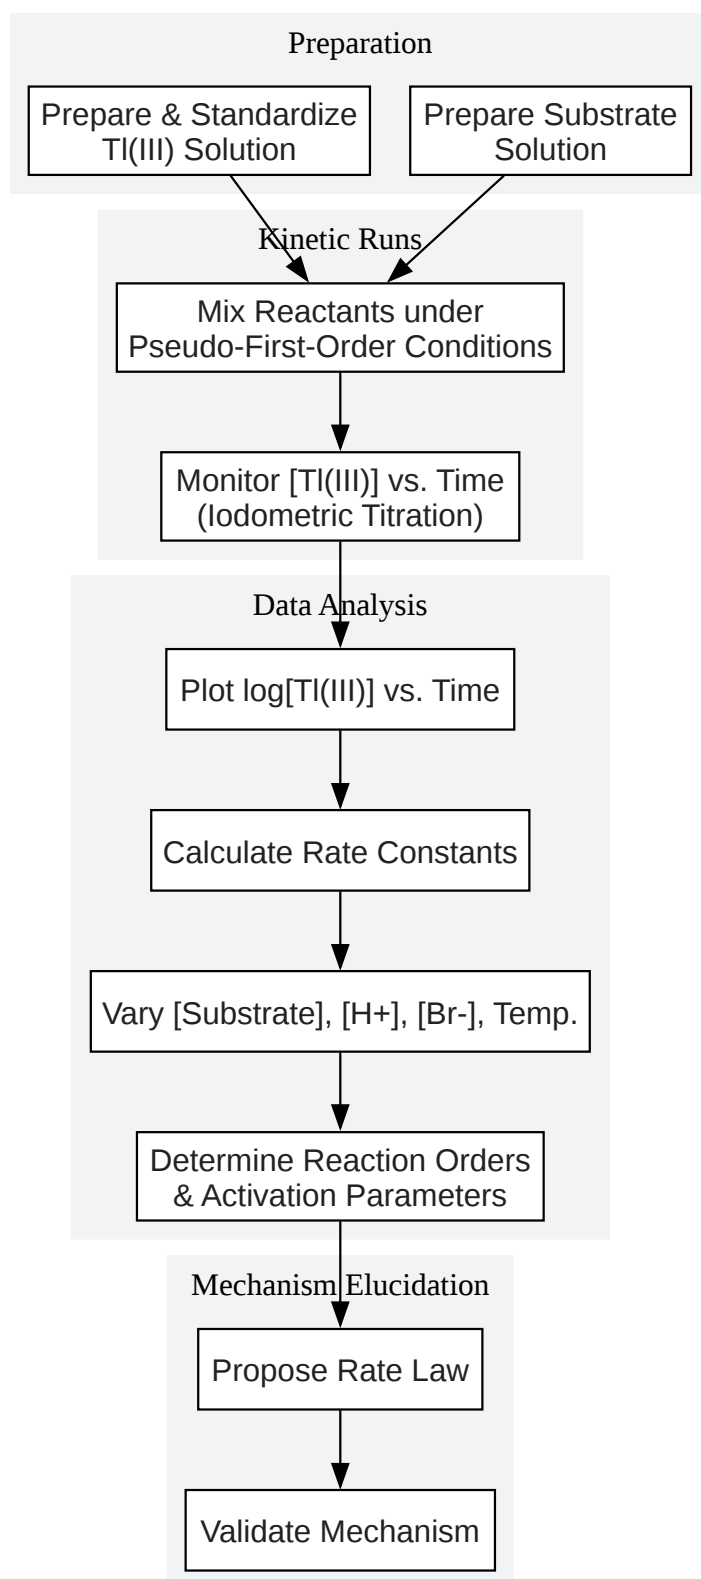 Preparation
Prepare & Standardize
Tl(III) Solution
Prepare Substrate
Solution
Kinetic Runs
Mix Reactants under
Pseudo-First-Order Conditions
Monitor [Tl(III)] vs. Time
(Iodometric Titration)
Data Analysis
Plot log[Tl(III)] vs. Time
Calculate Rate Constants
Vary [Substrate], [H+], [Br-], Temp.
Determine Reaction Orders
& Activation Parameters
Mechanism Elucidation
Propose Rate Law
Validate Mechanism